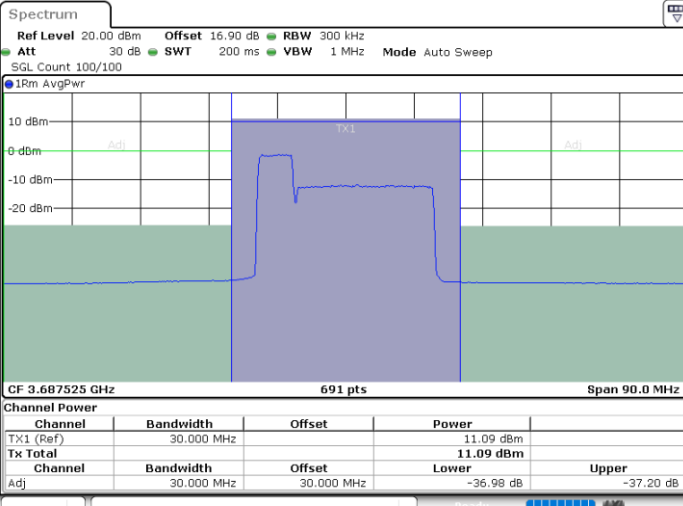 Spectrum
Ref Level 20.00 dBm Offset 16.90 dB RBW 300 kHz
Att 30 dB SWT 200 ms VBW 1 MHz Mode Auto Sweep
SGL Count 100/100
1Rm AvgPwr
10 dBm
TX1
Adj
Adj
0 dBm
-10 dBm
-20 dBm
CF 3.687525 GHz 691 pts Span 90.0 MHz
Channel Power
Channel Bandwidth Offset Power
TX1 (Ref) 30.000 MHz 11.09 dBm
Tx Total 11.09 dBm
Channel Bandwidth Offset Lower Upper
Adj 30.000 MHz 30.000 MHz -36.98 dB -37.20 dB